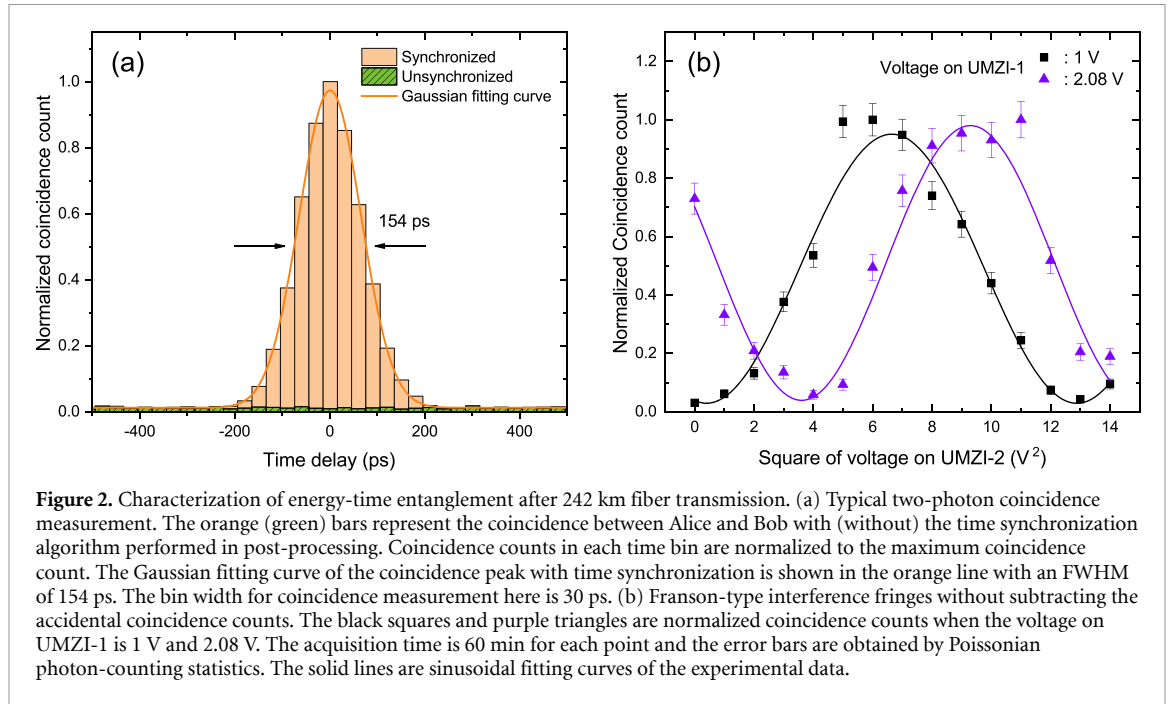 (a)
Synchronized
Unsynchronized
Gaussian fitting curve
154 ps
Normalized coincidence count
1.0
0.8
0.6
0.4
0.2
0.0
-400 -200 0 200 400
Time delay (ps)
(b)
Voltage on UMZI-1
: 1 V
: 2.08 V
Normalized Coincidence count
1.2
1.0
0.8
0.6
0.4
0.2
0.0
0 2 4 6 8 10 12 14
Square of voltage on UMZI-2 (V²)
Figure 2. Characterization of energy-time entanglement after 242 km fiber transmission. (a) Typical two-photon coincidence
measurement. The orange (green) bars represent the coincidence between Alice and Bob with (without) the time synchronization
algorithm performed in post-processing. Coincidence counts in each time bin are normalized to the maximum coincidence
count. The Gaussian fitting curve of the coincidence peak with time synchronization is shown in the orange line with an FWHM
of 154 ps. The bin width for coincidence measurement here is 30 ps. (b) Franson-type interference fringes without subtracting the
accidental coincidence counts. The black squares and purple triangles are normalized coincidence counts when the voltage on
UMZI-1 is 1 V and 2.08 V. The acquisition time is 60 min for each point and the error bars are obtained by Poissonian
photon-counting statistics. The solid lines are sinusoidal fitting curves of the experimental data.